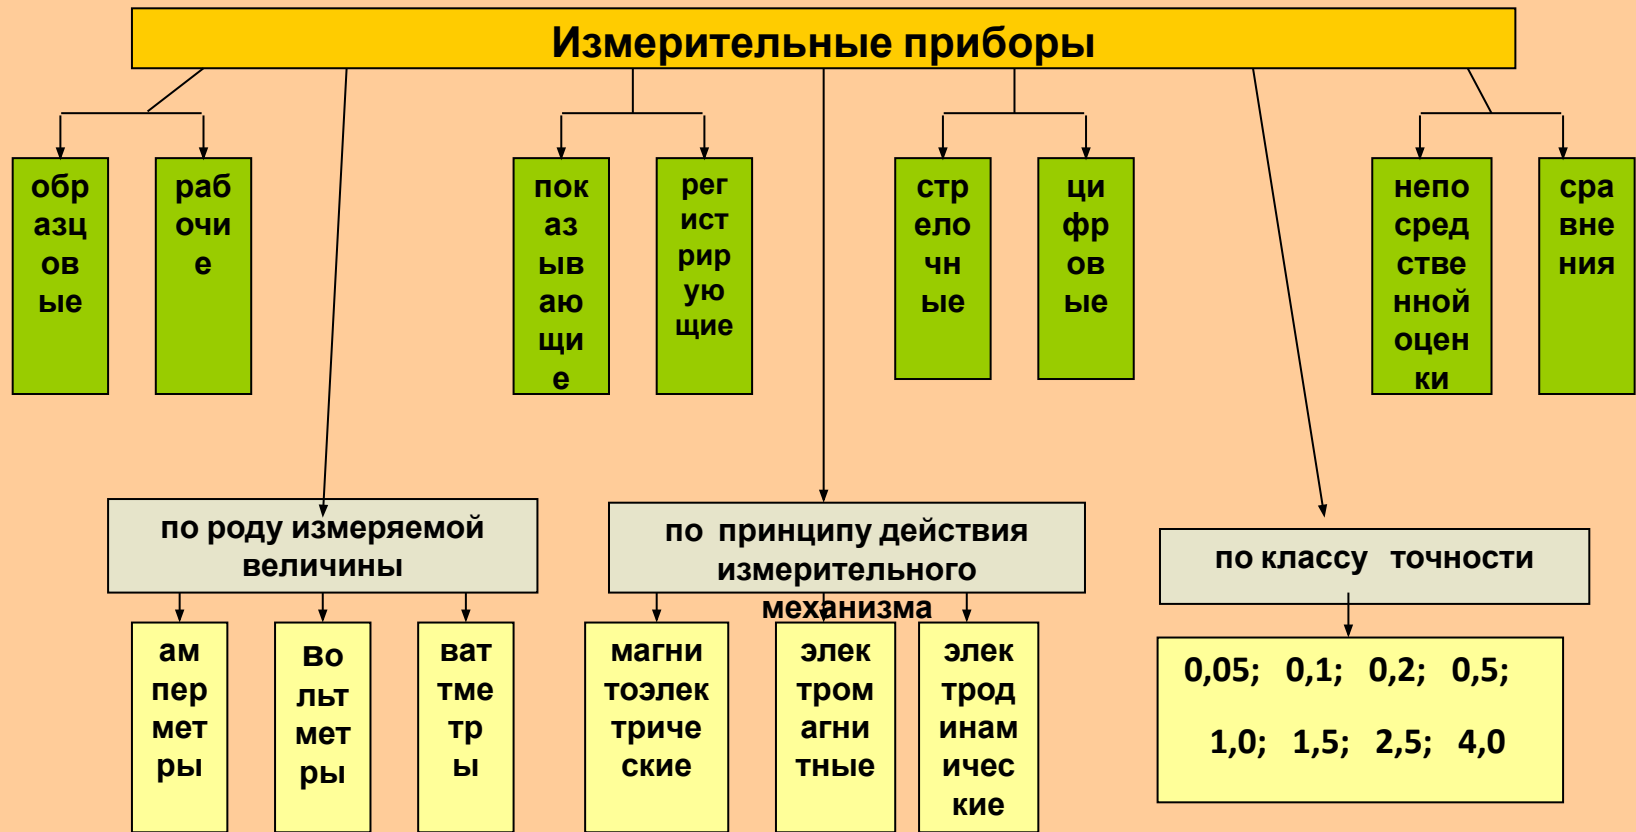 Измерительные приборы
обр
азц
ов
ые
раб
очи
е
пок
аз
ыв
аю
щи
е
рег
ист
рир
ую
щие
стр
ело
чн
ые
ци
фр
ов
ые
непо
сред
стве
нной
оцен
ки
сра
вне
ния
по роду измеряемой
величины
по принципу действия
измерительного
механизма
по классу точности
ам
пер
мет
ры
во
льт
мет
ры
ват
тме
тр
ы
магни
тоэлек
триче
ские
элек
тром
агни
тные
элек
трод
инам
ичес
кие
0,05; 0,1; 0,2; 0,5;
1,0; 1,5; 2,5; 4,0